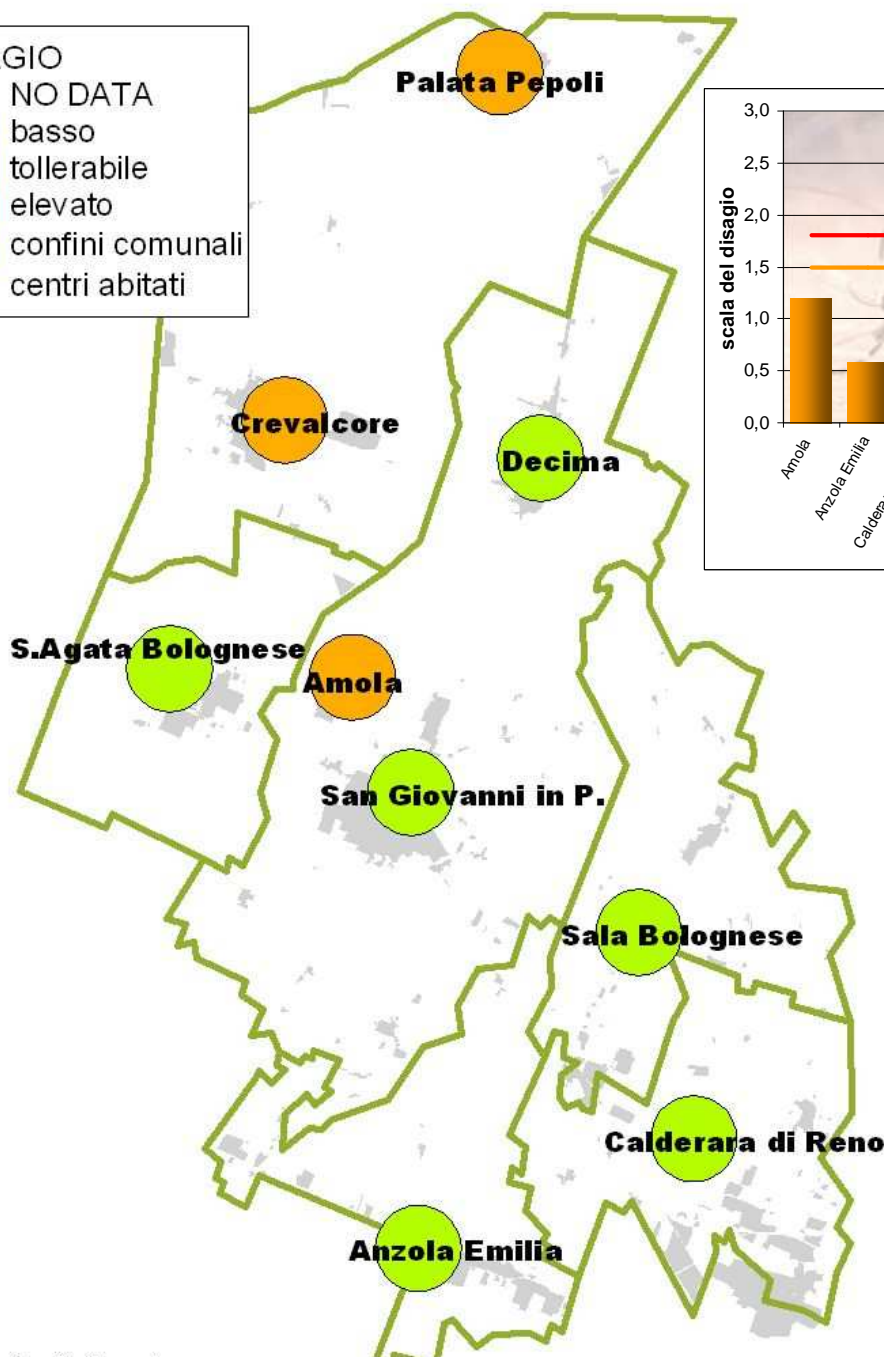 GIO
NO DATA
basso
tollerabile
elevato
confini comunali
centri abitati
Palata Pepoli
Crevalcore
Decima
S.Agata Bolognese
Amola
San Giovanni in P.
Sala Bolognese
Calderara di Reno
Anzola Emilia
scala del disagio
3,0
2,5
2,0
1,5
1,0
0,5
0,0
Amola
Anzola Emilia